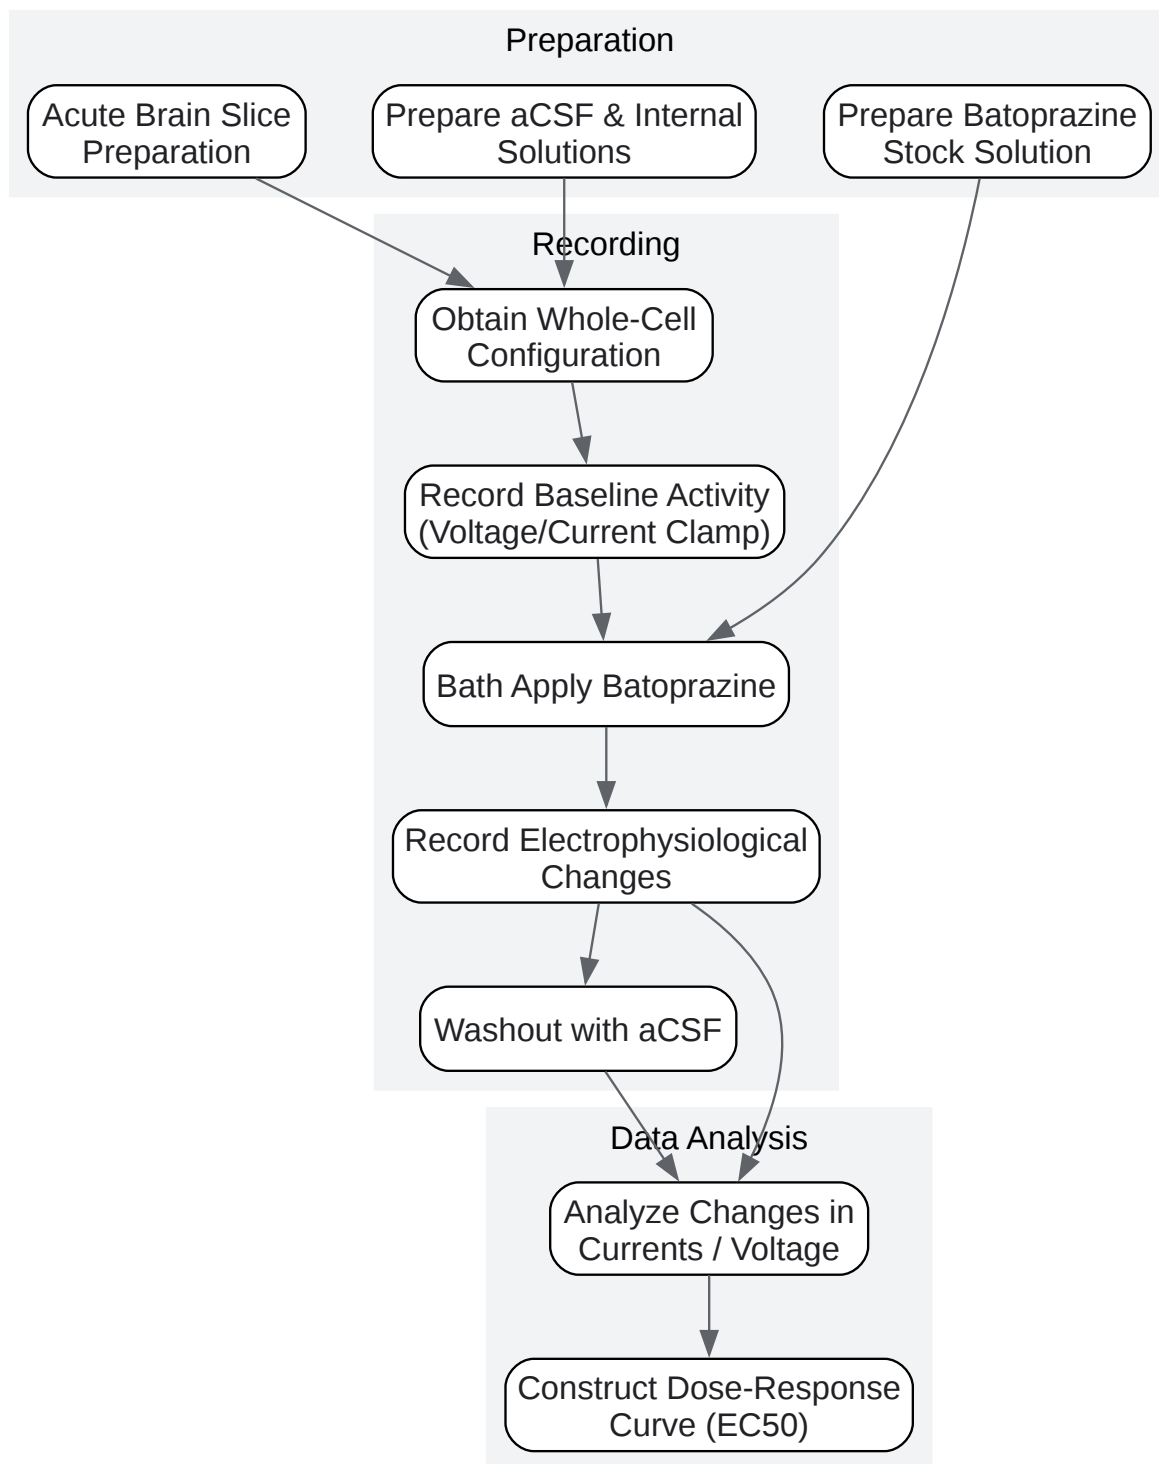 Preparation
Acute Brain Slice
Preparation
Prepare aCSF & Internal
Solutions
Prepare Batoprazine
Stock Solution
Recording
Obtain Whole-Cell
Configuration
Record Baseline Activity
(Voltage/Current Clamp)
Bath Apply Batoprazine
Record Electrophysiological
Changes
Washout with aCSF
Data Analysis
Analyze Changes in
Currents / Voltage
Construct Dose-Response
Curve (EC50)